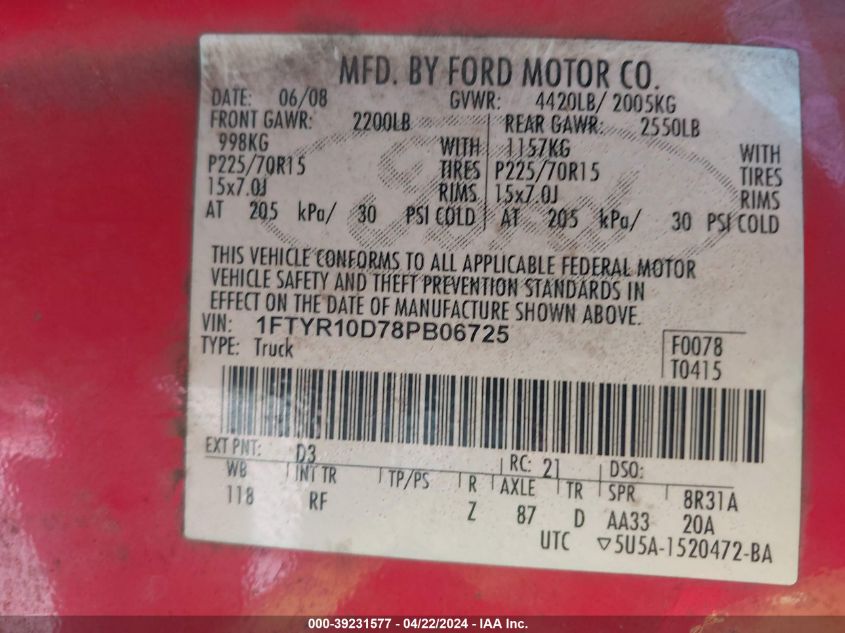 MFD. BY FORD MOTOR CO.
DATE: 06/08 GVWR: 4420LB/ 2005KG
FRONT GAWR: 2200LB REAR GAWR: 2550LB
998KG WITH 1157KG WITH
P225/70R15 TIRES P225/70R15 TIRES
15x7.0J RIMS 15x7.0J RIMS
AT 205 kPa/ 30 PSI COLD AT 205 kPa/ 30 PSI COLD
THIS VEHICLE CONFORMS TO ALL APPLICABLE FEDERAL MOTOR
VEHICLE SAFETY AND THEFT PREVENTION STANDARDS IN
EFFECT ON THE DATE OF MANUFACTURE SHOWN ABOVE.
VIN: 1FTYR10D78PB06725
TYPE: Truck
F0078
T0415
EXT PNT: D3 RC: 21 DSO:
WB INT TR TP/PS R AXLE TR SPR 8R31A
118 RF Z 87 D AA33 20A
UTC ▽5U5A-1520472-BA
000-39231577 - 04/22/2024 - IAA Inc.